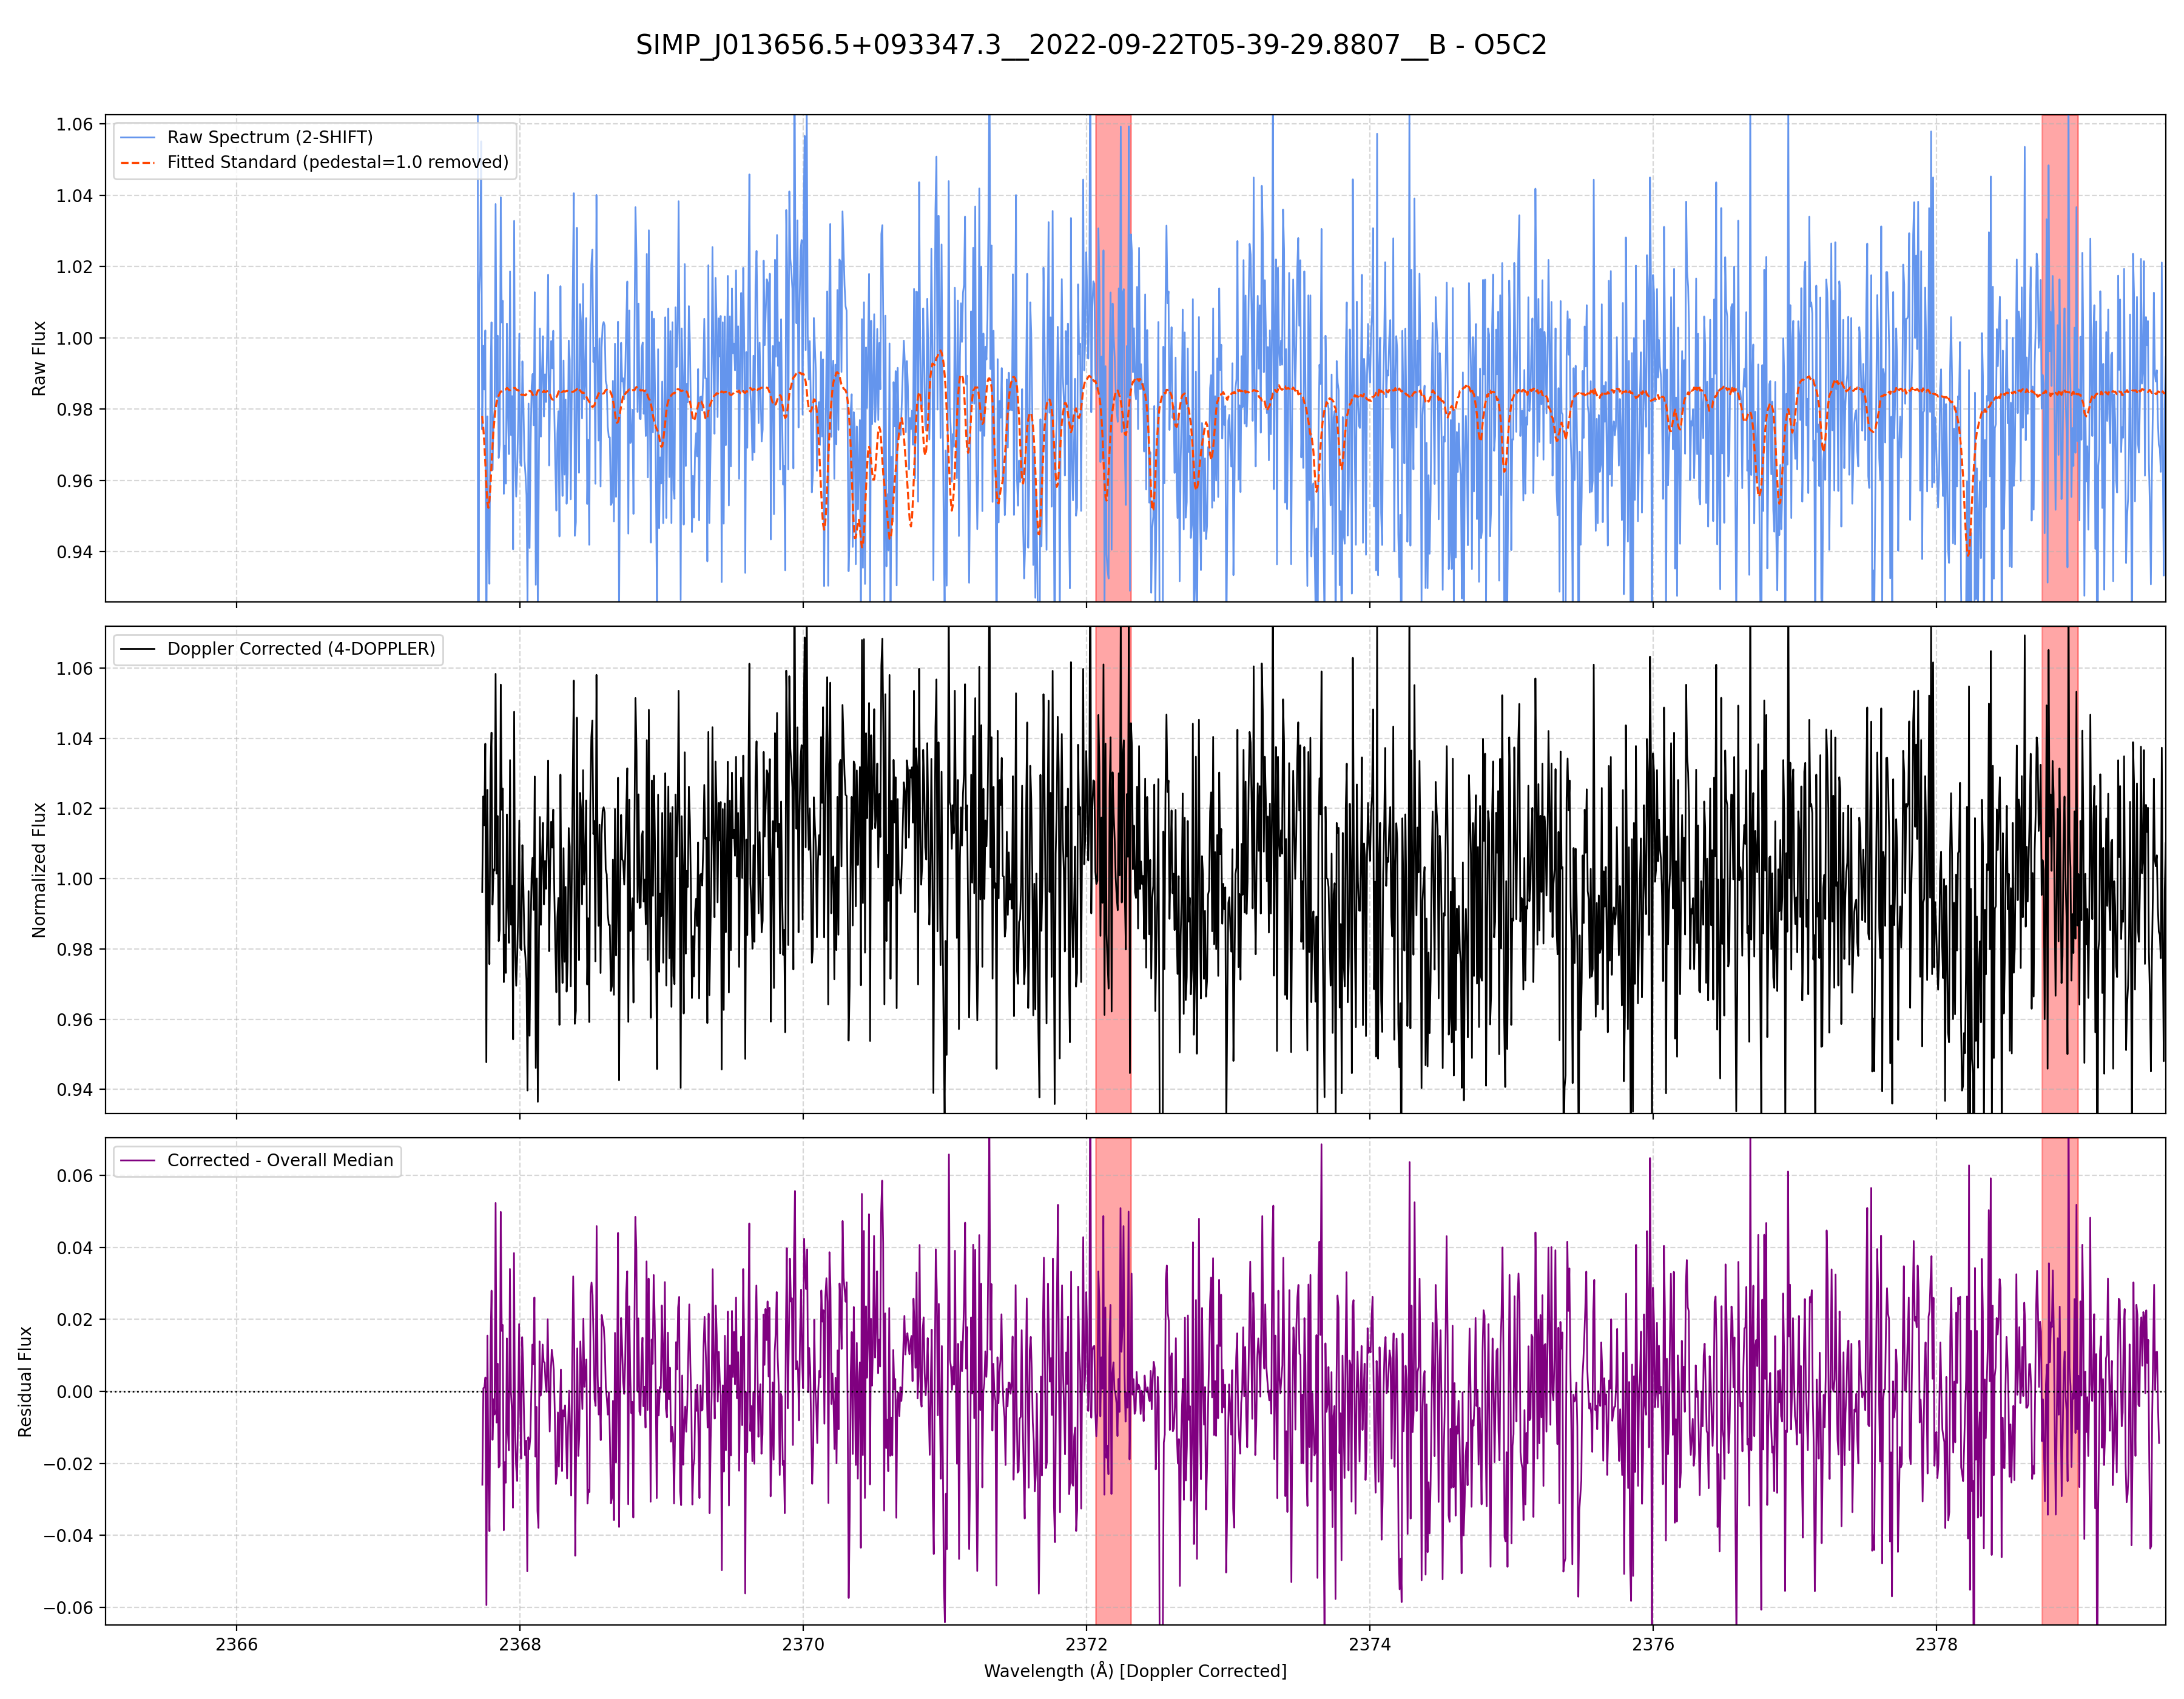 SIMP_J013656.5+093347.3__2022-09-22T05-39-29.8807__B - O5C2
Raw Spectrum (2-SHIFT)
Fitted Standard (pedestal=1.0 removed)
Raw Flux
1.06
1.04
1.02
1.00
0.98
0.96
0.94
Doppler Corrected (4-DOPPLER)
Normalized Flux
1.06
1.04
1.02
1.00
0.98
0.96
0.94
Corrected - Overall Median
Residual Flux
0.06
0.04
0.02
0.00
−0.02
−0.04
−0.06
2366 2368 2370 2372 2374 2376 2378
Wavelength (Å) [Doppler Corrected]